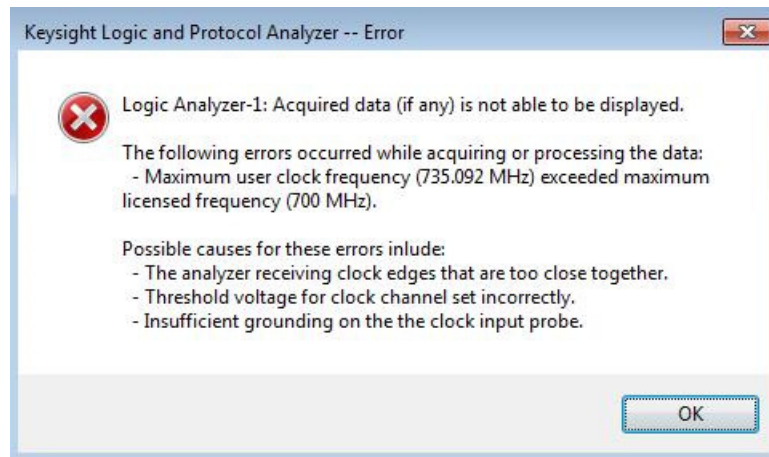 Keysight Logic and Protocol Analyzer -- Error
Logic Analyzer-1: Acquired data (if any) is not able to be displayed.
The following errors occurred while acquiring or processing the data:
- Maximum user clock frequency (735.092 MHz) exceeded maximum
licensed frequency (700 MHz).
Possible causes for these errors inlude:
- The analyzer receiving clock edges that are too close together.
- Threshold voltage for clock channel set incorrectly.
- Insufficient grounding on the the clock input probe.
OK